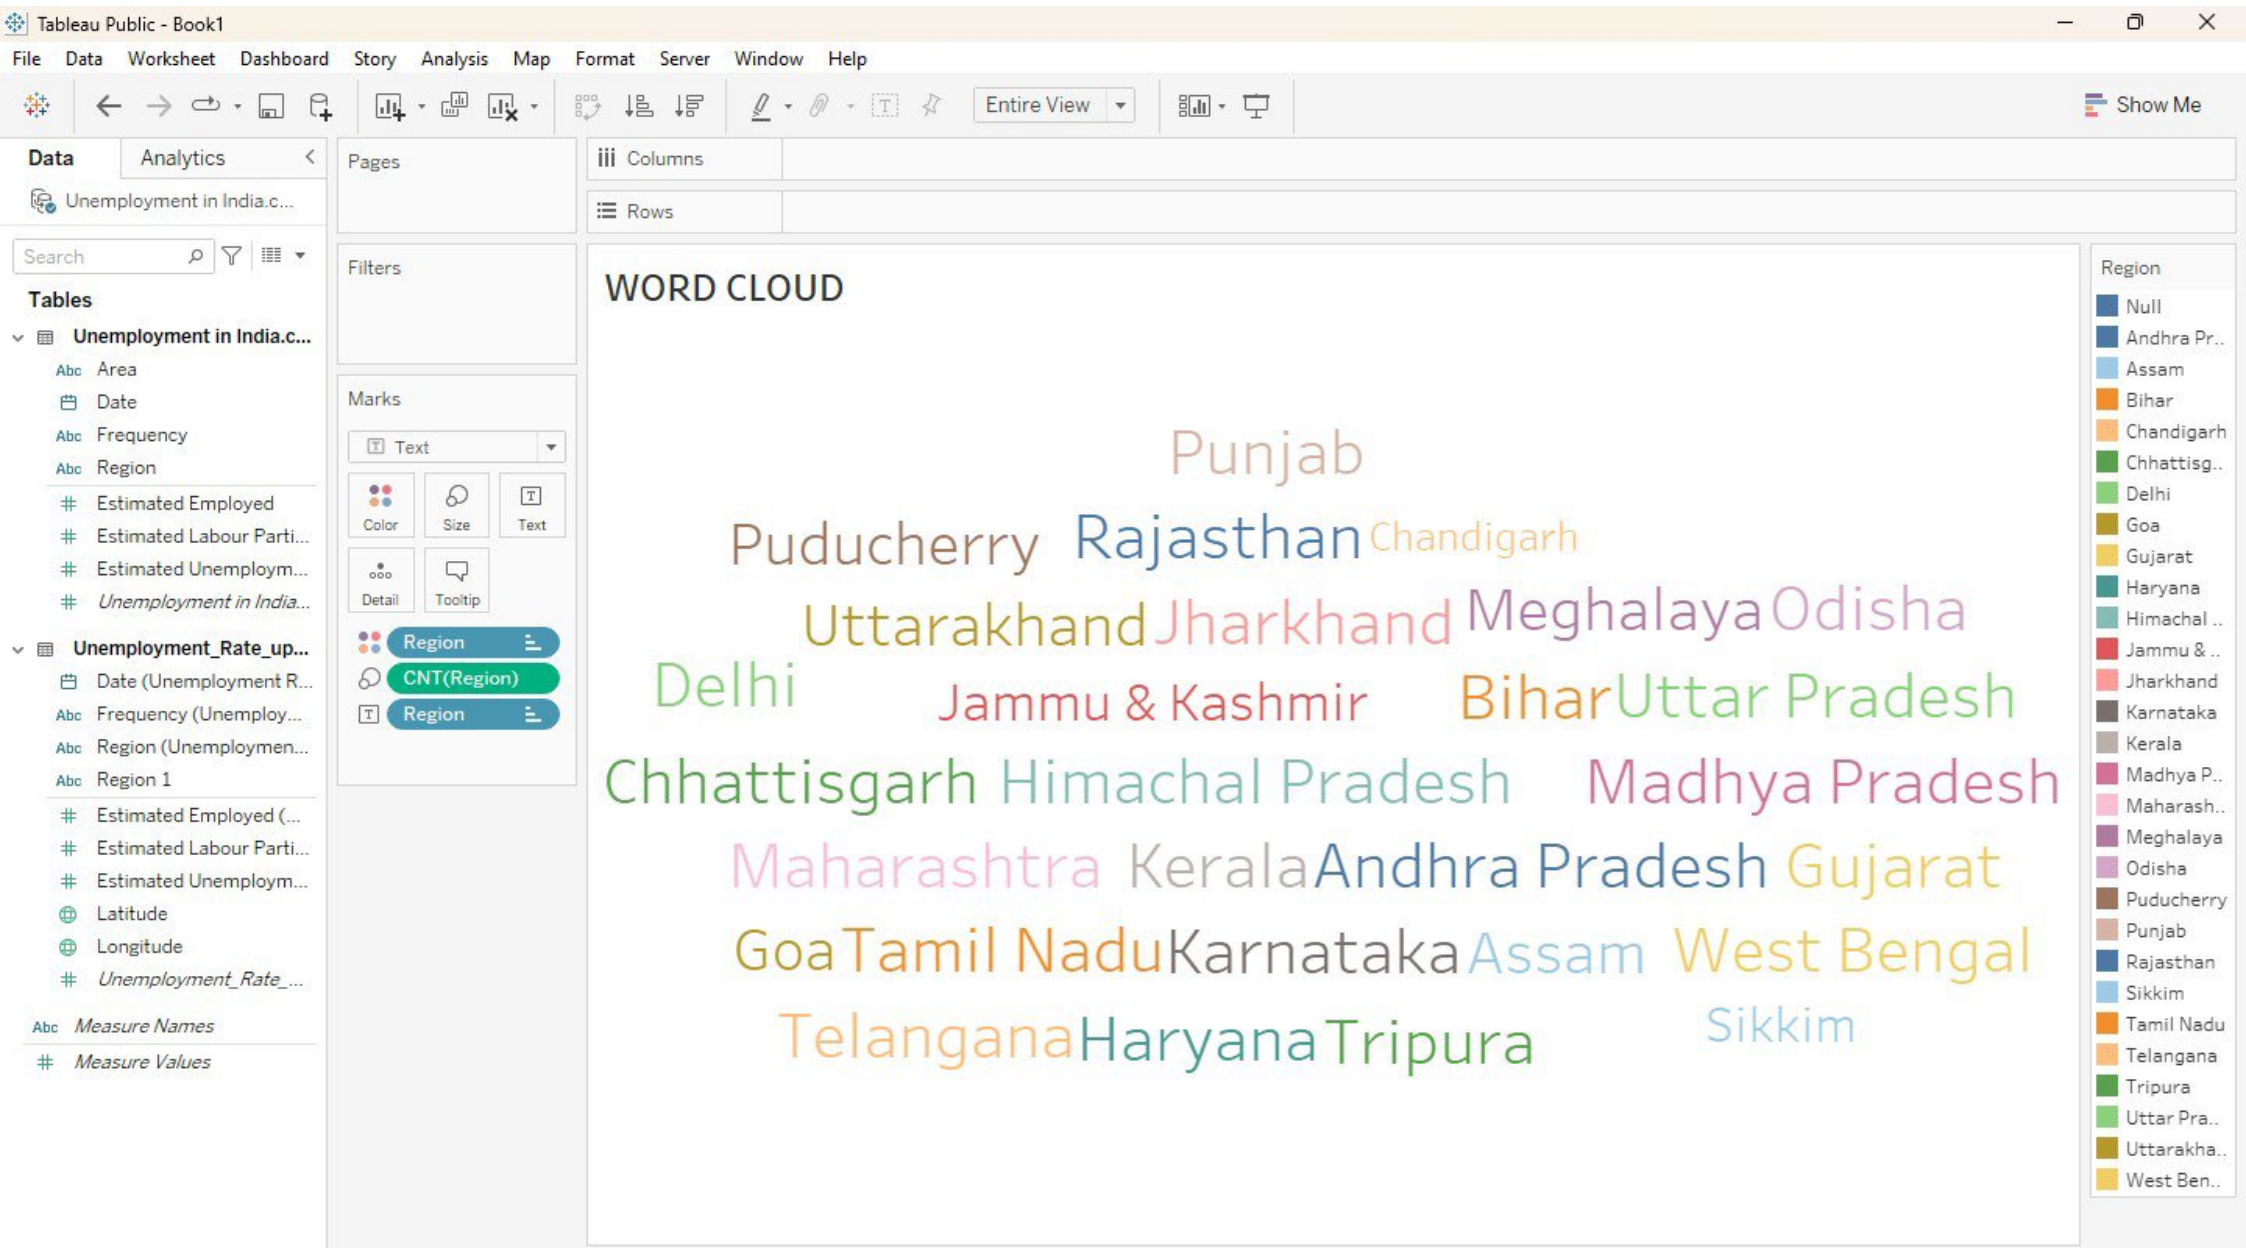 Tableau Public - Book1
File Data Worksheet Dashboard Story Analysis Map Format Server Window Help
Entire View
Show Me
Data Analytics
Unemployment in India.c...
Search
Tables
Unemployment in India.c...
Abc Area
Date
Abc Frequency
Abc Region
# Estimated Employed
# Estimated Labour Parti...
# Estimated Unemploym...
# Unemployment in India...
Unemployment_Rate_up...
Date (Unemployment R...
Abc Frequency (Unemploy...
Abc Region (Unemploymen...
Abc Region 1
# Estimated Employed (...
# Estimated Labour Parti...
# Estimated Unemploym...
Latitude
Longitude
# Unemployment_Rate_...
Abc Measure Names
# Measure Values
Pages
Filters
Marks
T Text
Color Size T Text
Detail Tooltip
Region
CNT(Region)
T Region
Columns
Rows
WORD CLOUD
Punjab
Puducherry Rajasthan Chandigarh
Uttarakhand Jharkhand Meghalaya Odisha
Delhi Jammu & Kashmir Bihar Uttar Pradesh
Chhattisgarh Himachal Pradesh Madhya Pradesh
Maharashtra Kerala Andhra Pradesh Gujarat
Goa Tamil Nadu Karnataka Assam West Bengal
Telangana Haryana Tripura Sikkim
Region
Null
Andhra Pr..
Assam
Bihar
Chandigarh
Chhattisg..
Delhi
Goa
Gujarat
Haryana
Himachal ..
Jammu & ..
Jharkhand
Karnataka
Kerala
Madhya P..
Maharash..
Meghalaya
Odisha
Puducherry
Punjab
Rajasthan
Sikkim
Tamil Nadu
Telangana
Tripura
Uttar Pra..
Uttarakha..
West Ben..